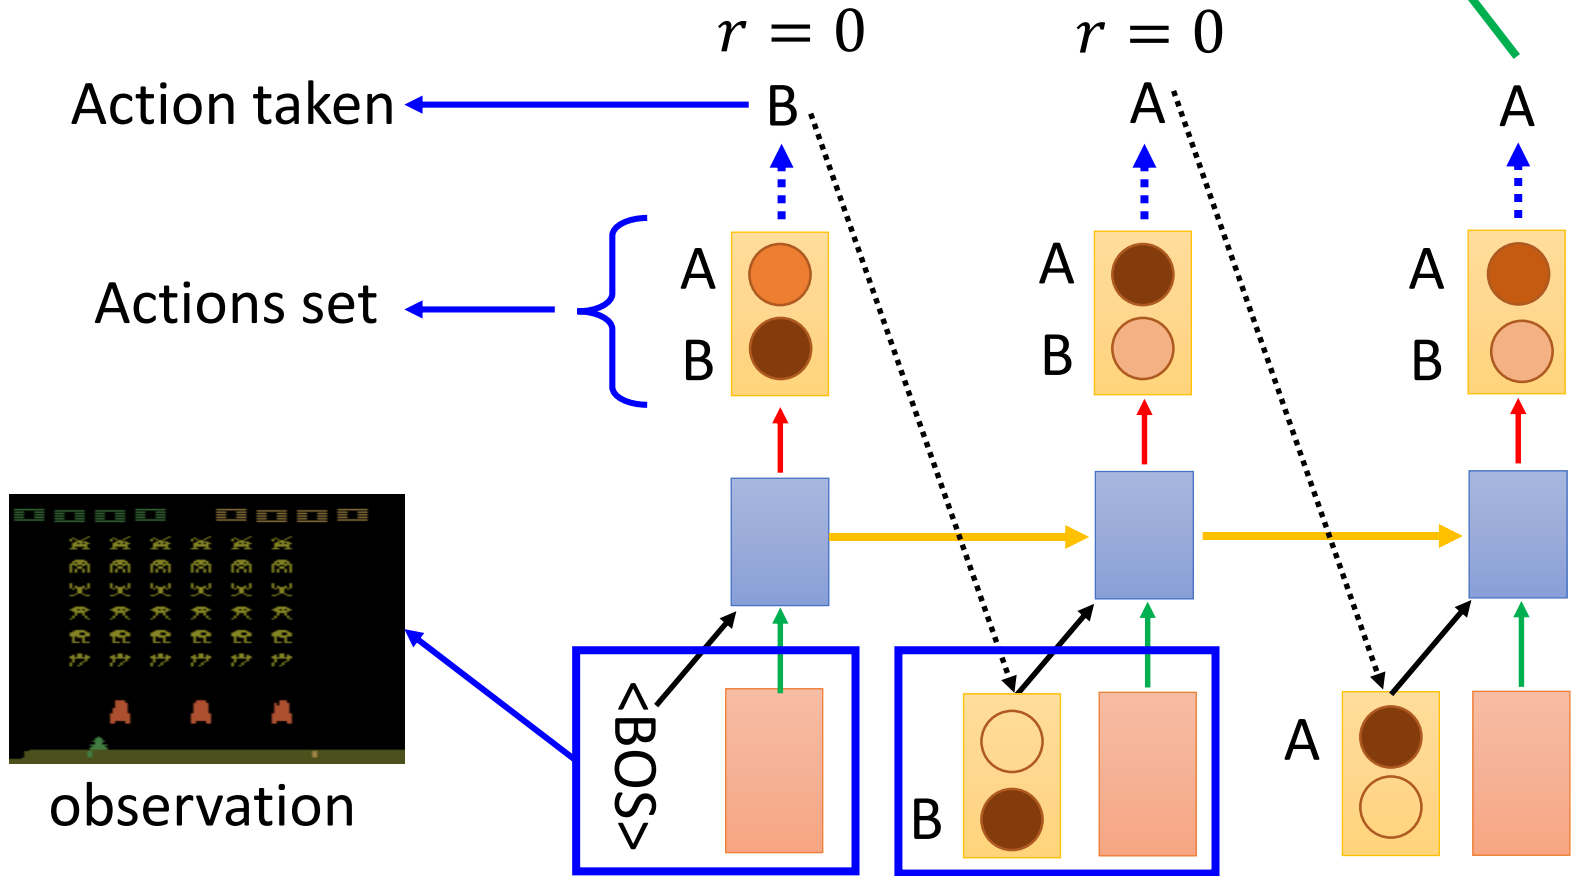 r = 0
r = 0
Action taken
B
A
A
A
A
A
Actions set
B
B
B
<BOS>
A
B
observation